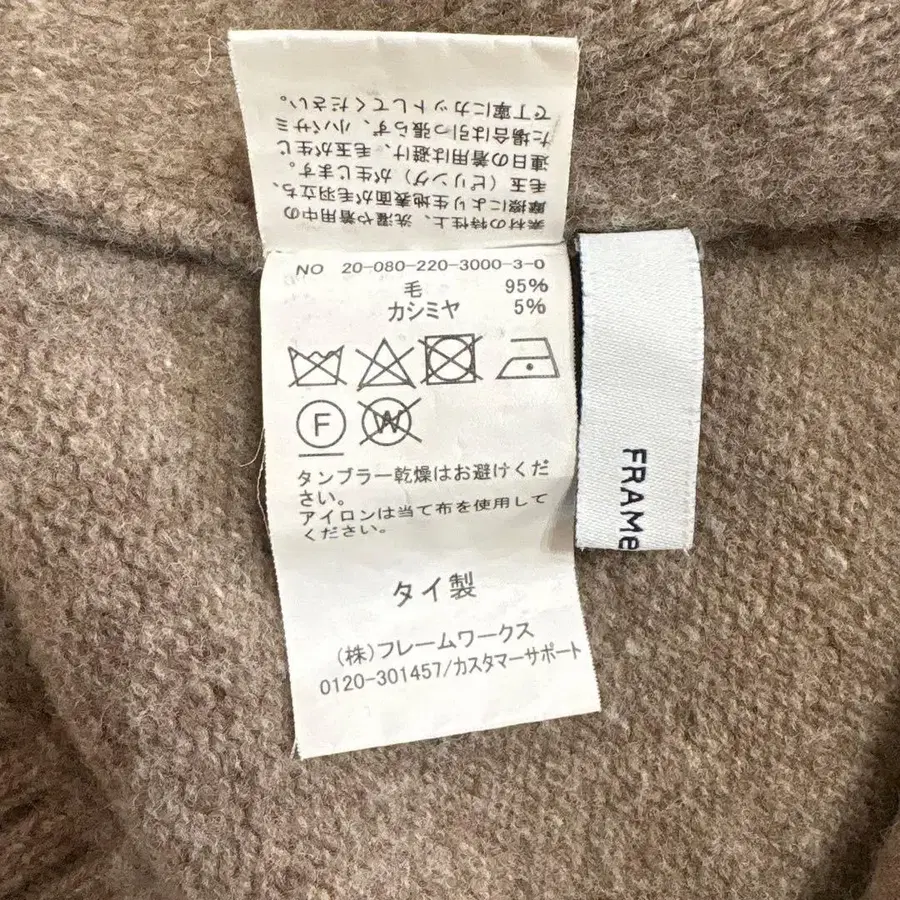 素材の特性上、洗濯や着用中の
摩擦により生地表面が毛羽立ち、
毛玉（ピリング）が生じます。
連日の着用は避け、毛玉が生じ
た場合は引っ張らず、小バサミ
で丁寧にカットしてください。
NO 20-080-220-3000-3-0
毛 95%
カシミヤ 5%
F W
タンブラー乾燥はお避けくだ
さい。
アイロンは当て布を使用して
ください。
タイ製
(株)フレームワークス
0120-301457/カスタマーサポート
FRAMe